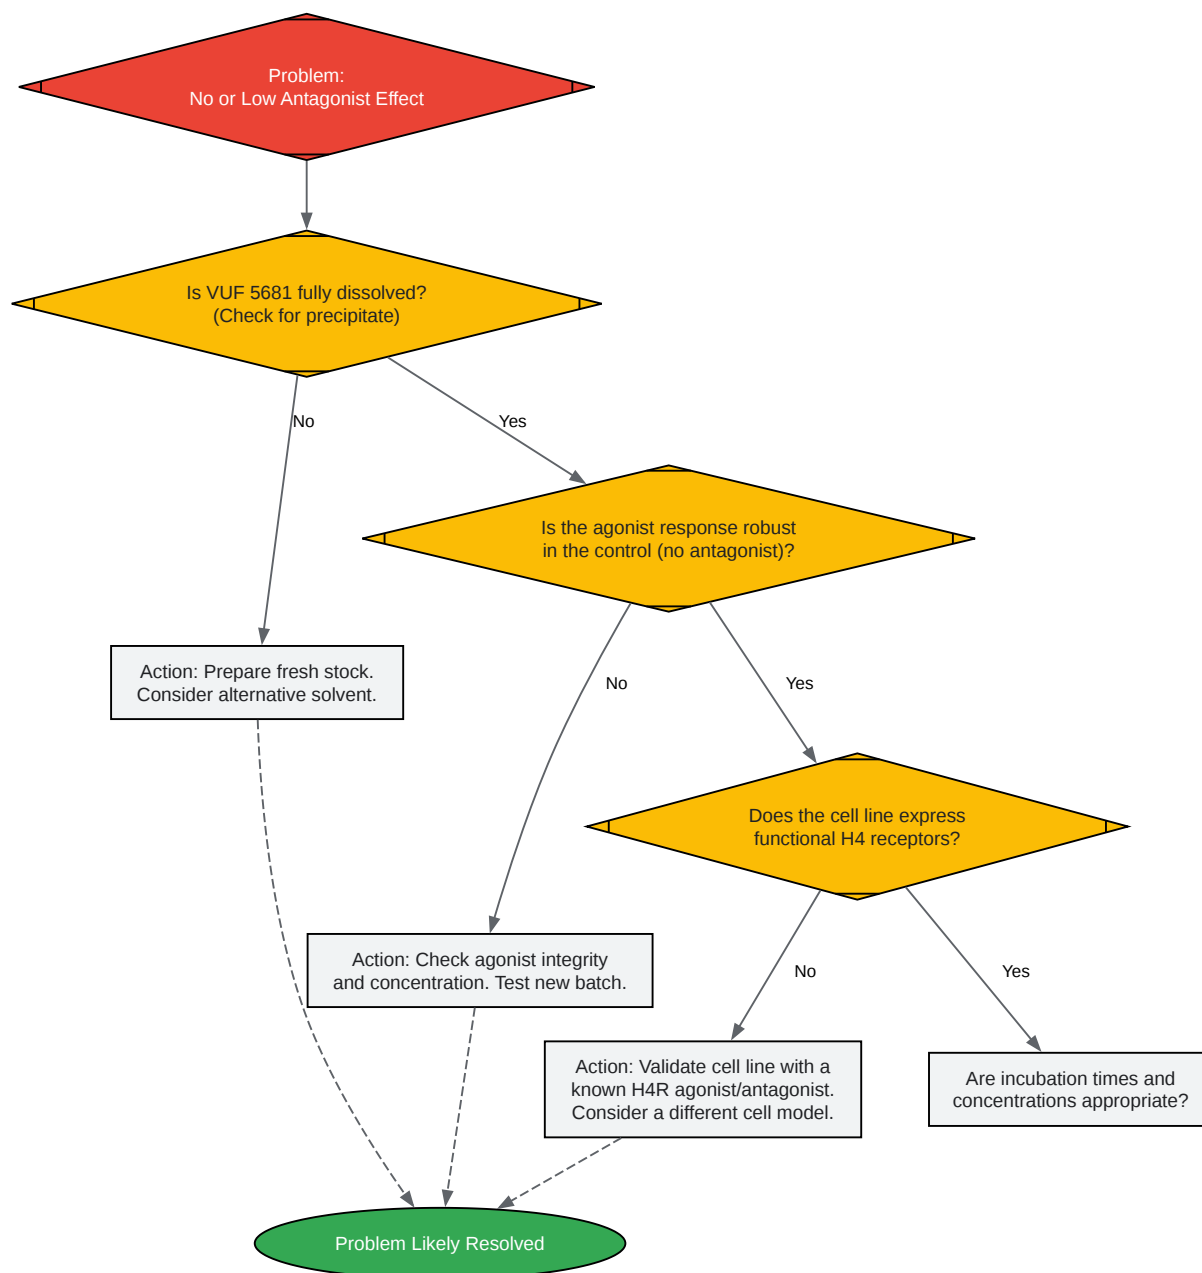 Problem:
No or Low Antagonist Effect
Is VUF 5681 fully dissolved?
(Check for precipitate)
No
Yes
Is the agonist response robust
in the control (no antagonist)?
Action: Prepare fresh stock.
Consider alternative solvent.
No
Yes
Does the cell line express
functional H4 receptors?
Action: Check agonist integrity
and concentration. Test new batch.
No
Yes
Action: Validate cell line with a
known H4R agonist/antagonist.
Consider a different cell model.
Are incubation times and
concentrations appropriate?
Problem Likely Resolved